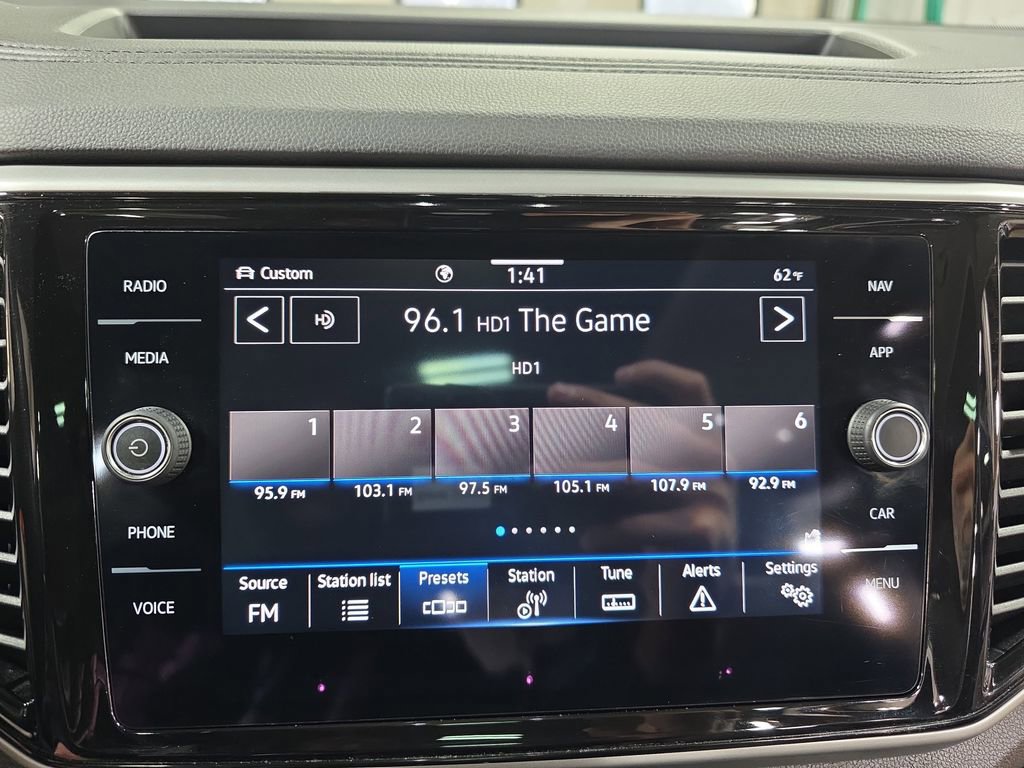 RADIO
MEDIA
PHONE
VOICE
Custom
1:41
62°F
HD
96.1 HD1 The Game
HD1
1 2 3 4 5 6
95.9 FM 103.1 FM 97.5 FM 105.1 FM 107.9 FM 92.9 FM
Source Station list Presets Station Tune Alerts Settings
FM
NAV
APP
CAR
MENU